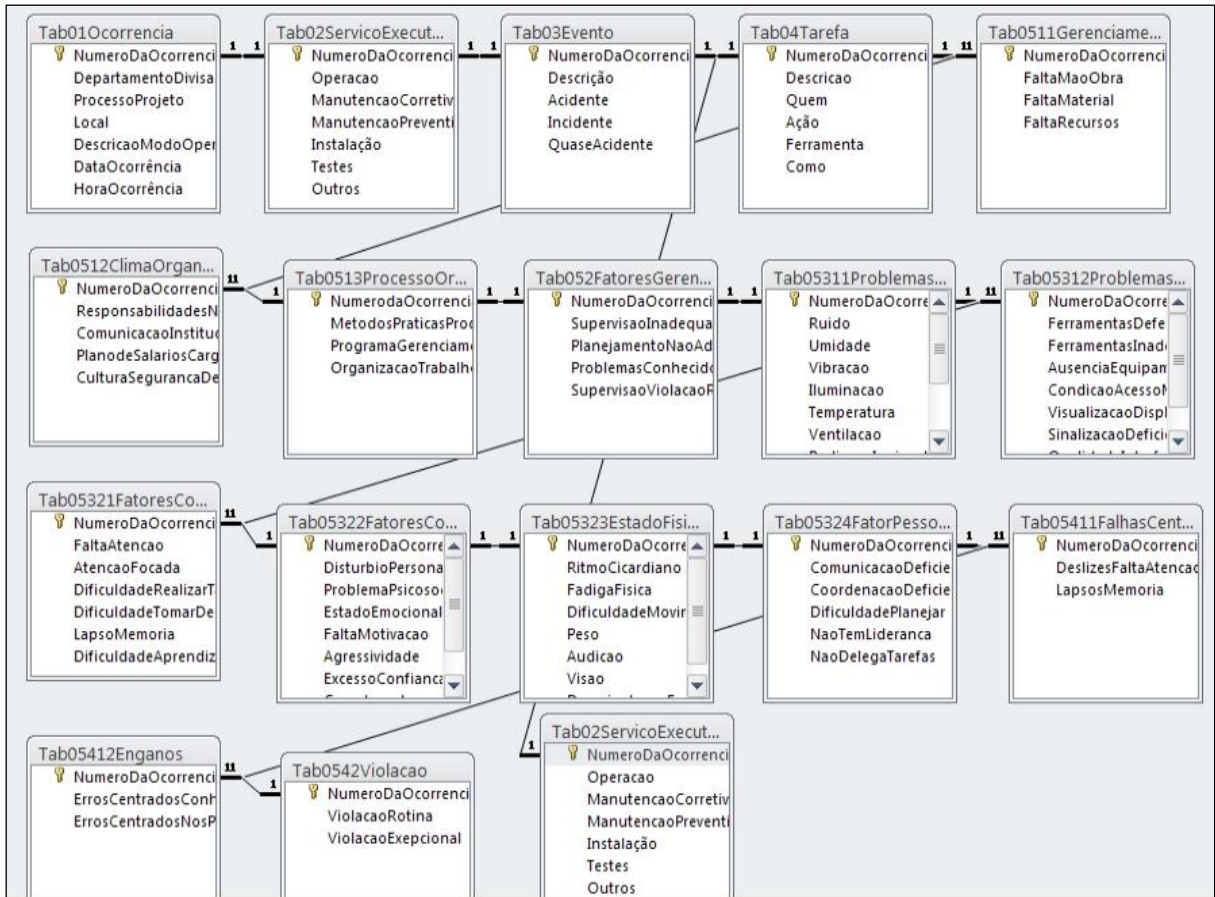 Tab01Ocorrencia
NumeroDaOcorrenci
DepartamentoDivisa
ProcessoProjeto
Local
DescricaoModoOper
DataOcorrência
HoraOcorrência
1
1
Tab02ServicoExecut...
NumeroDaOcorrenci
Operacao
ManutencaoCorretiv
ManutencaoPreventi
Instalação
Testes
Outros
1
1
Tab03Evento
NumeroDaOcorrenci
Descrição
Acidente
Incidente
QuaseAcidente
1
1
Tab04Tarefa
NumeroDaOcorrenci
Descricao
Quem
Ação
Ferramenta
Como
1
11
Tab0511Gerenciame...
NumeroDaOcorrenci
FaltaMaoObra
FaltaMaterial
FaltaRecursos
Tab0512ClimaOrgan...
NumeroDaOcorrenci
ResponsabilidadesN
ComunicacaoInstituc
PlanodeSalariosCarg
CulturaSegurancaDe
11
1
Tab0513ProcessoOr...
NumerodaOcorrenci
MetodosPraticasProc
ProgramaGerenciam
OrganizacaoTrabalh
1
1
Tab052FatoresGeren...
NumeroDaOcorrenci
SupervisaoInadequa
PlanejamentoNaoAd
ProblemasConhecid
SupervisaoViolacaoR
1
1
Tab05311Problemas...
NumeroDaOcorre
Ruido
Umidade
Vibracao
Iluminacao
Temperatura
Ventilacao
1
11
Tab05312Problemas...
NumeroDaOcorre
FerramentasDefe
FerramentasInad
AusenciaEquipam
CondicaoAcessoM
VisualizacaoDispl
SinalizacaoDefici
Tab05321FatoresCo...
NumeroDaOcorrenci
FaltaAtencao
AtencaoFocada
DificuldadeRealizarT
DificuldadeTomarDe
LapsoMemoria
DificuldadeAprendiz
11
1
Tab05322FatoresCo...
NumeroDaOcorre
DisturbioPersona
ProblemaPsicoso
EstadoEmocional
FaltaMotivacao
Agressividade
ExcessoConfianca
1
1
Tab05323EstadoFisi...
NumeroDaOcorre
RitmoCicardiano
FadigaFisica
DificuldadeMovir
Peso
Audicao
Visao
1
1
Tab05324FatorPesso...
NumeroDaOcorrenci
ComunicacaoDeficie
CoordenacaoDeficie
DificuldadePlanejar
NaoTemLideranca
NaoDelegaTarefas
1
11
Tab05411FalhasCent...
NumeroDaOcorrenci
DeslizesFaltaAtencao
LapsosMemoria
Tab05412Enganos
NumeroDaOcorrenci
ErrosCentradosConh
ErrosCentradosNosP
11
1
Tab0542Violacao
NumeroDaOcorrenci
ViolacaoRotina
ViolacaoExepcional
1
Tab02ServicoExecut...
NumeroDaOcorrenci
Operacao
ManutencaoCorretiv
ManutencaoPreventi
Instalação
Testes
Outros